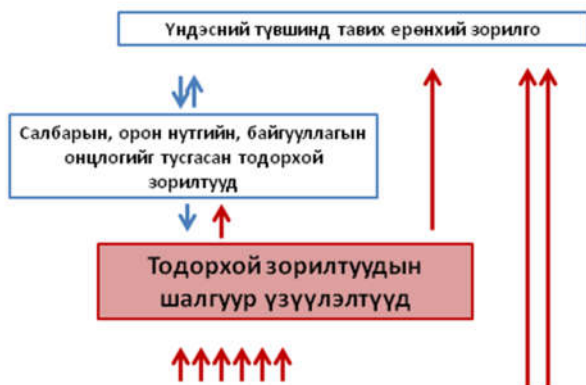 Үндэсний түвшинд тавих ерөнхий зорилго
Салбарын, орон нутгийн, байгууллагын
онцлогийг тусгасан тодорхой
зорилтууд
Тодорхой зорилтуудын
шалгуур үзүүлэлтүүд